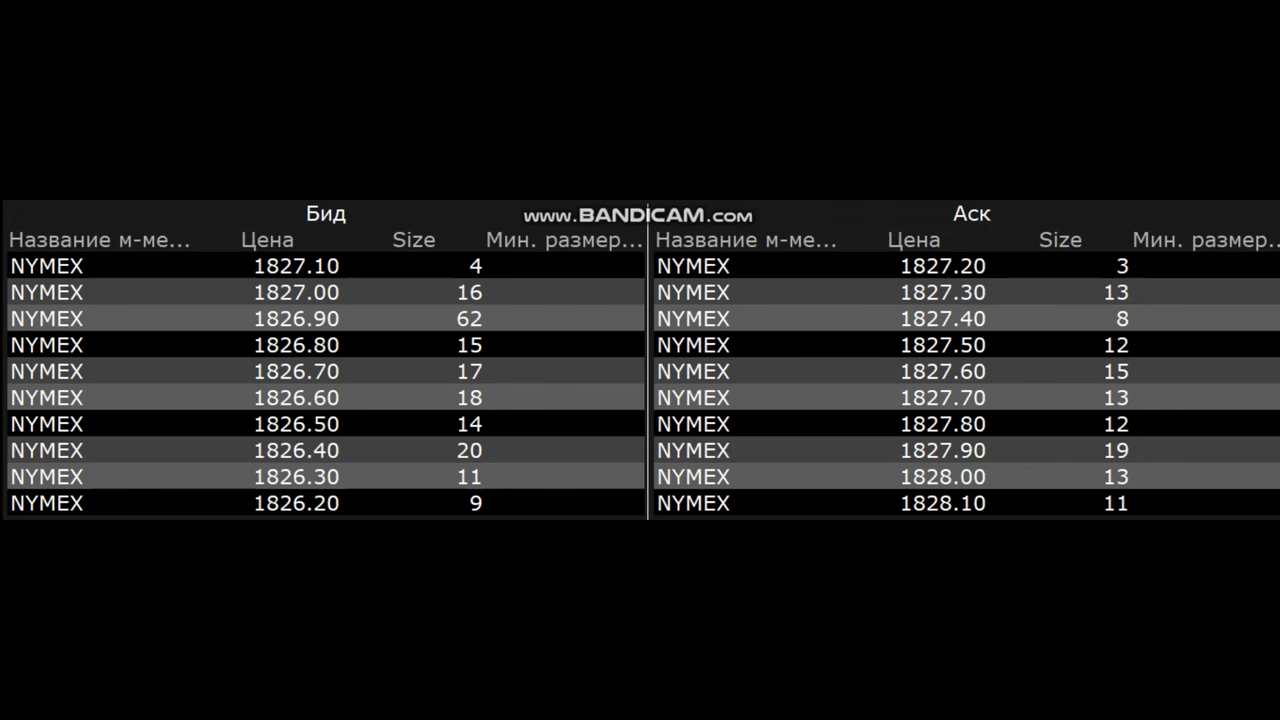 Бид www.BANDICAM.com Аск
Название м-ме... Цена Size Мин. размер... Название м-ме... Цена Size Мин. размер...
NYMEX 1827.10 4 NYMEX 1827.20 3
NYMEX 1827.00 16 NYMEX 1827.30 13
NYMEX 1826.90 62 NYMEX 1827.40 8
NYMEX 1826.80 15 NYMEX 1827.50 12
NYMEX 1826.70 17 NYMEX 1827.60 15
NYMEX 1826.60 18 NYMEX 1827.70 13
NYMEX 1826.50 14 NYMEX 1827.80 12
NYMEX 1826.40 20 NYMEX 1827.90 19
NYMEX 1826.30 11 NYMEX 1828.00 13
NYMEX 1826.20 9 NYMEX 1828.10 11